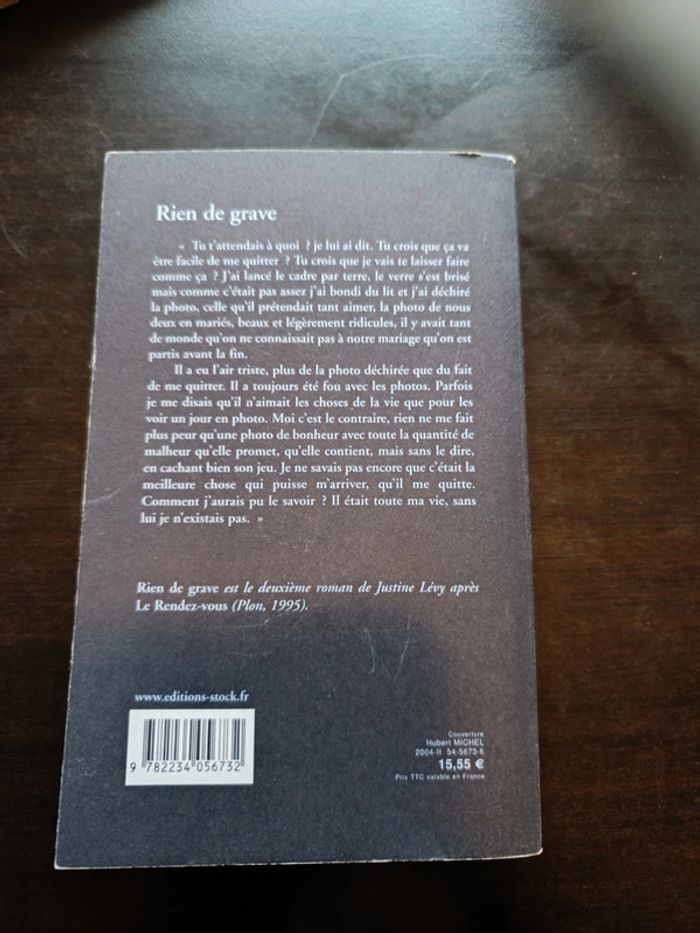 Rien de grave
« Tu t'attendais à quoi ? je lui ai dit. Tu crois que ça va
être facile de me quitter ? Tu crois que je vais te laisser faire
comme ça ? J'ai lancé le cadre par terre, le verre s'est brisé
mais comme c'était pas assez j'ai bondi du lit et j'ai déchiré
la photo, celle qu'il prétendait tant aimer, la photo de nous
deux en mariés, beaux et légèrement ridicules, il y avait tant
de monde qu'on ne connaissait pas à notre mariage qu'on est
partis avant la fin.
Il a eu l'air triste, plus de la photo déchirée que du fait
de me quitter. Il a toujours été fou avec les photos. Parfois
je me disais qu'il n'aimait les choses de la vie que pour les
voir un jour en photo. Moi c'est le contraire, rien ne me fait
plus peur qu'une photo de bonheur avec toute la quantité de
malheur qu'elle promet, qu'elle contient, mais sans le dire,
en cachant bien son jeu. Je ne savais pas encore que c'était la
meilleure chose qui puisse m'arriver, qu'il me quitte.
Comment j'aurais pu le savoir ? Il était toute ma vie, sans
lui je n'existais pas. »
Rien de grave est le deuxième roman de Justine Lévy après
Le Rendez-vous (Plon, 1995).
www.editions-stock.fr
9 782234 056732
Couverture
Hubert MICHEL
2004-II 54-5673-6
15,55 €
Prix TTC valable en France